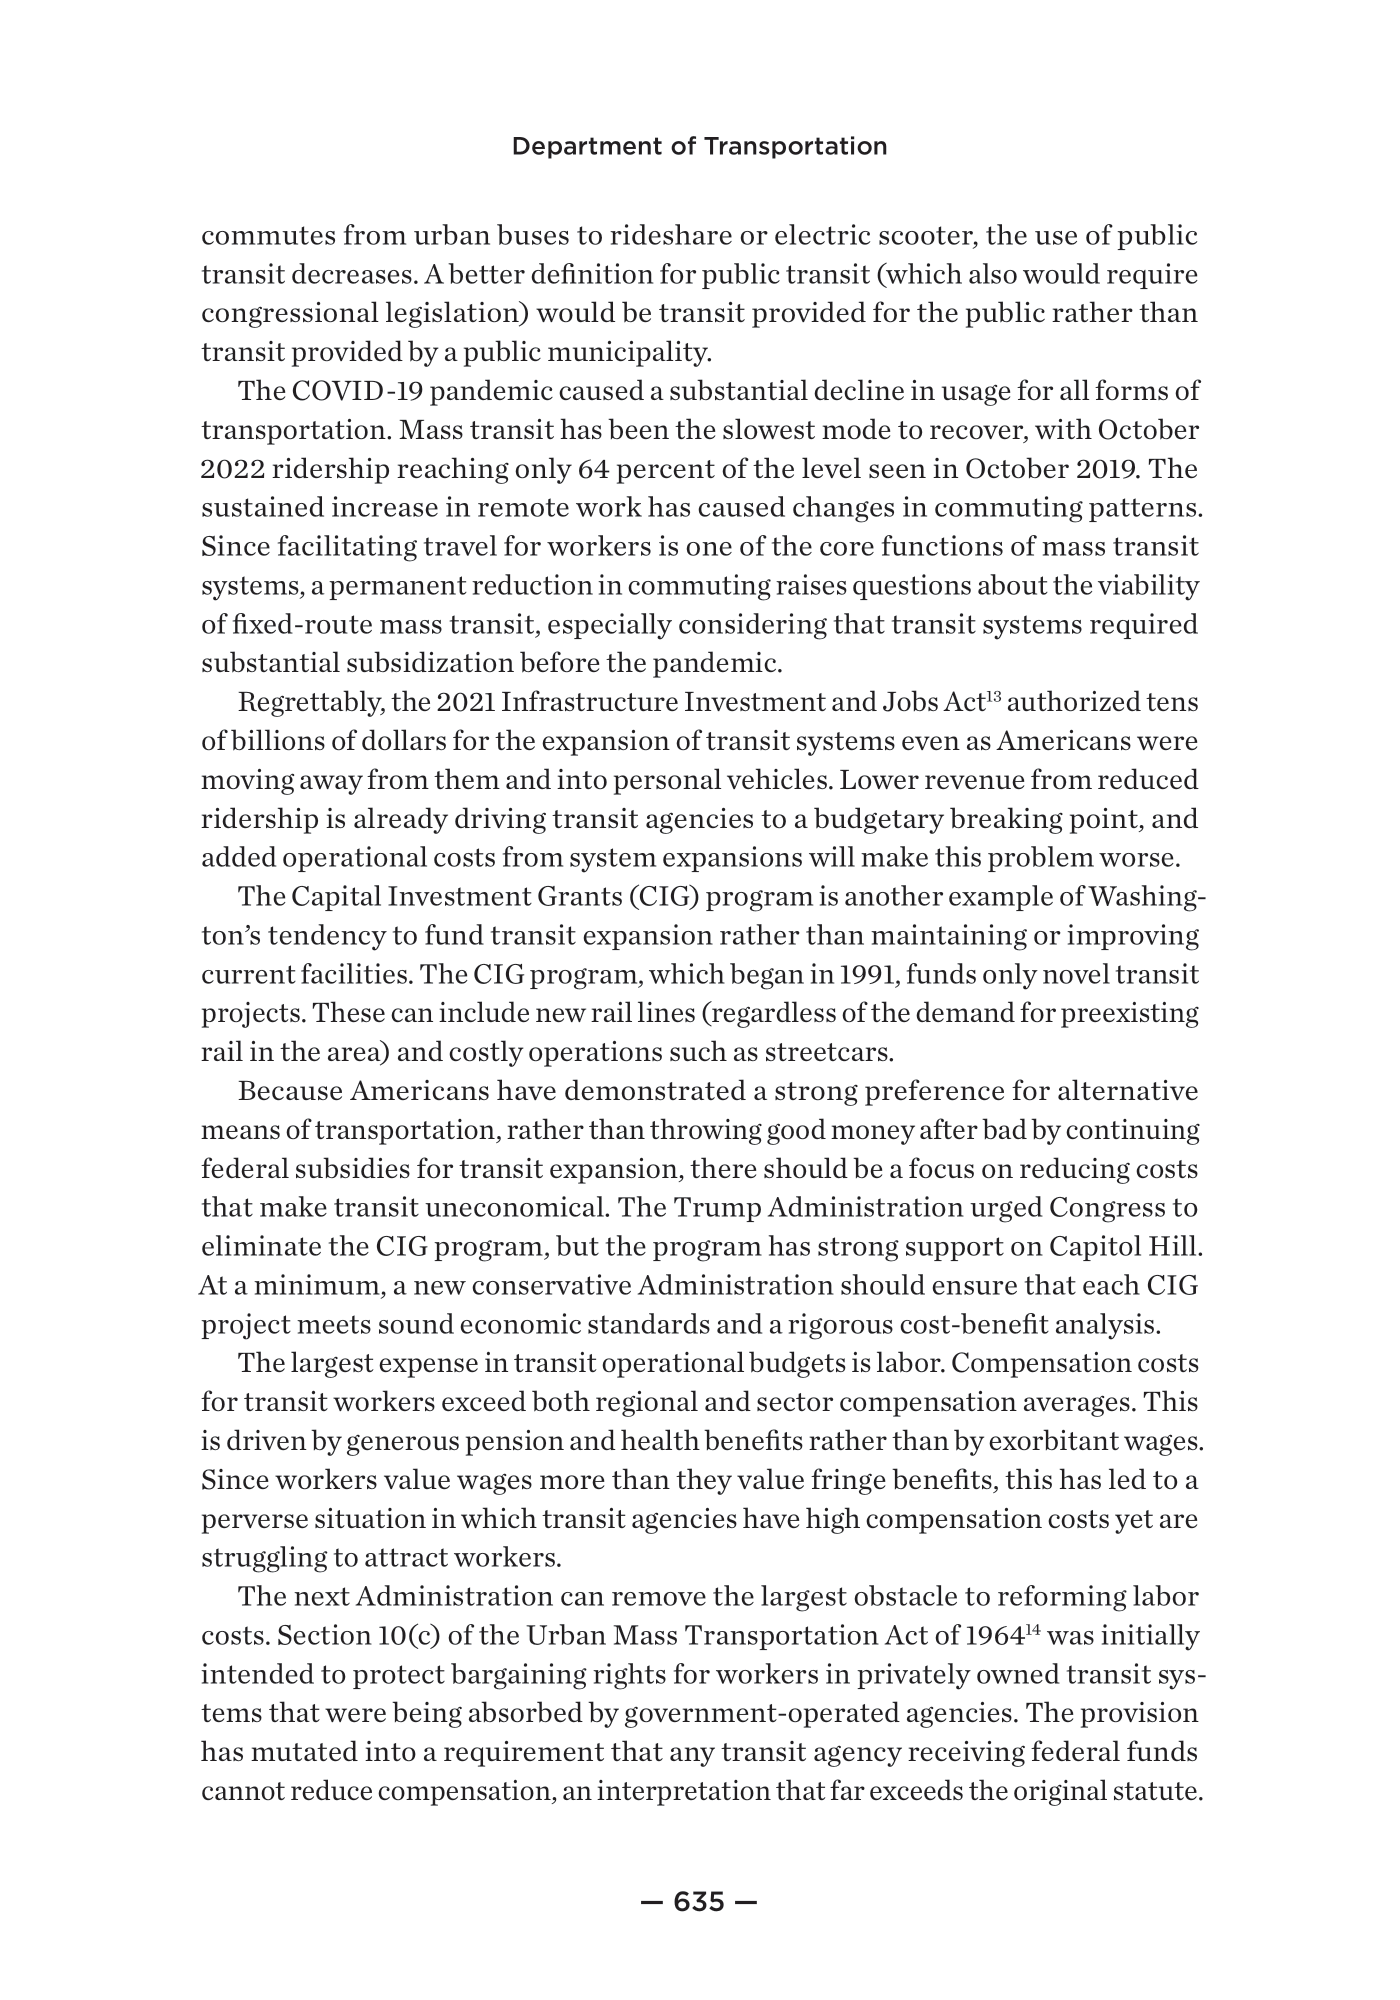 Department of Transportation
commutes from urban buses to rideshare or electric scooter, the use of public
transit decreases. A better definition for public transit (which also would require
congressional legislation) would be transit provided for the public rather than
transit provided by a public municipality.
The COVID-19 pandemic caused a substantial decline in usage for all forms of
transportation. Mass transit has been the slowest mode to recover, with October
2022 ridership reaching only 64 percent of the level seen in October 2019. The
sustained increase in remote work has caused changes in commuting patterns.
Since facilitating travel for workers is one of the core functions of mass transit
systems, a permanent reduction in commuting raises questions about the viability
of fixed-route mass transit, especially considering that transit systems required
substantial subsidization before the pandemic.
Regrettably, the 2021 Infrastructure Investment and Jobs Act¹³ authorized tens
of billions of dollars for the expansion of transit systems even as Americans were
moving away from them and into personal vehicles. Lower revenue from reduced
ridership is already driving transit agencies to a budgetary breaking point, and
added operational costs from system expansions will make this problem worse.
The Capital Investment Grants (CIG) program is another example of Washing-
ton’s tendency to fund transit expansion rather than maintaining or improving
current facilities. The CIG program, which began in 1991, funds only novel transit
projects. These can include new rail lines (regardless of the demand for preexisting
rail in the area) and costly operations such as streetcars.
Because Americans have demonstrated a strong preference for alternative
means of transportation, rather than throwing good money after bad by continuing
federal subsidies for transit expansion, there should be a focus on reducing costs
that make transit uneconomical. The Trump Administration urged Congress to
eliminate the CIG program, but the program has strong support on Capitol Hill.
At a minimum, a new conservative Administration should ensure that each CIG
project meets sound economic standards and a rigorous cost-benefit analysis.
The largest expense in transit operational budgets is labor. Compensation costs
for transit workers exceed both regional and sector compensation averages. This
is driven by generous pension and health benefits rather than by exorbitant wages.
Since workers value wages more than they value fringe benefits, this has led to a
perverse situation in which transit agencies have high compensation costs yet are
struggling to attract workers.
The next Administration can remove the largest obstacle to reforming labor
costs. Section 10(c) of the Urban Mass Transportation Act of 1964¹⁴ was initially
intended to protect bargaining rights for workers in privately owned transit sys-
tems that were being absorbed by government-operated agencies. The provision
has mutated into a requirement that any transit agency receiving federal funds
cannot reduce compensation, an interpretation that far exceeds the original statute.
— 635 —